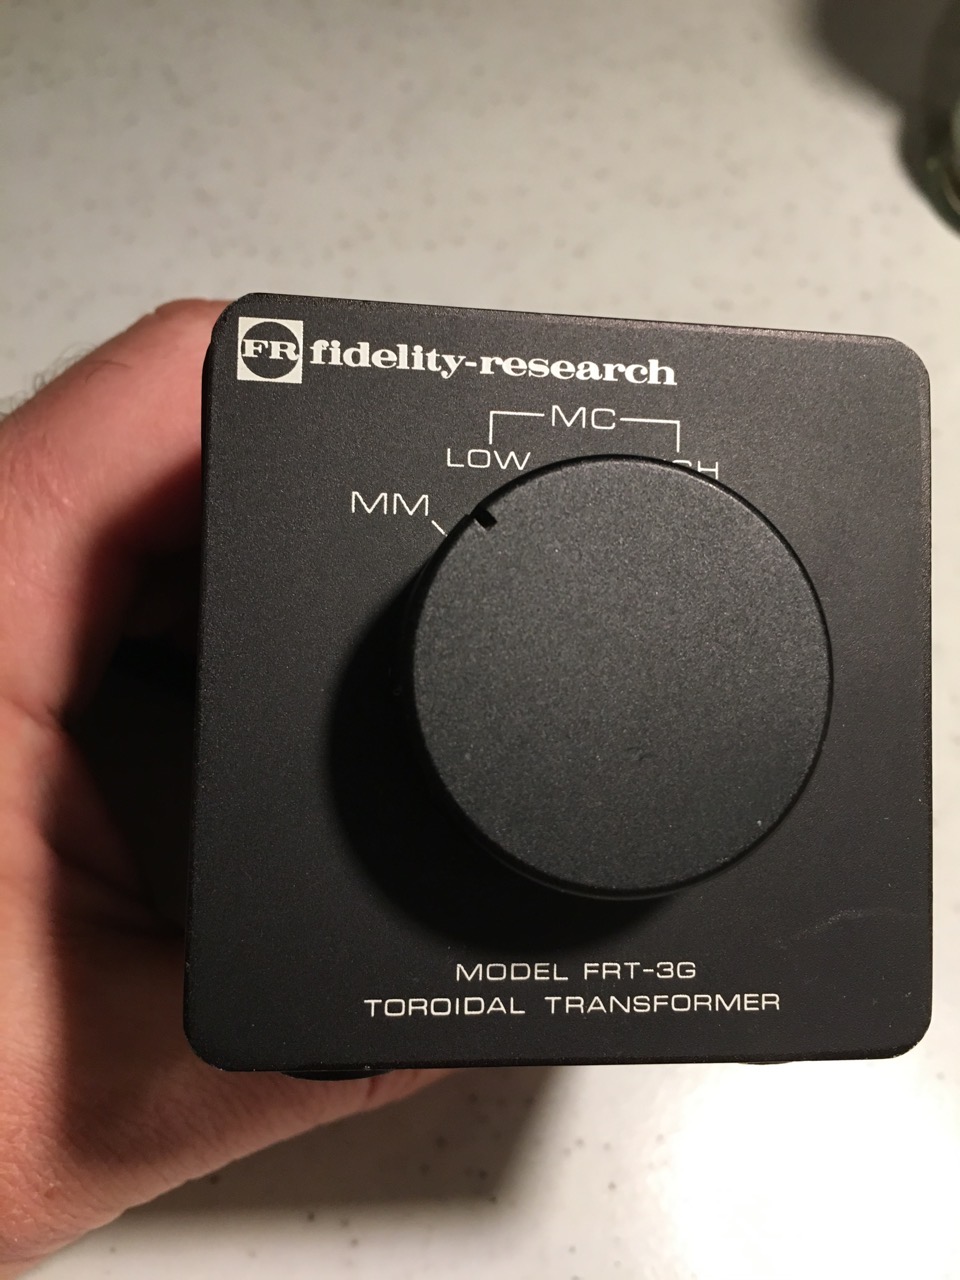 FR fidelity-research
MC
LOW
MM
MODEL FRT-3G
TOROIDAL TRANSFORMER